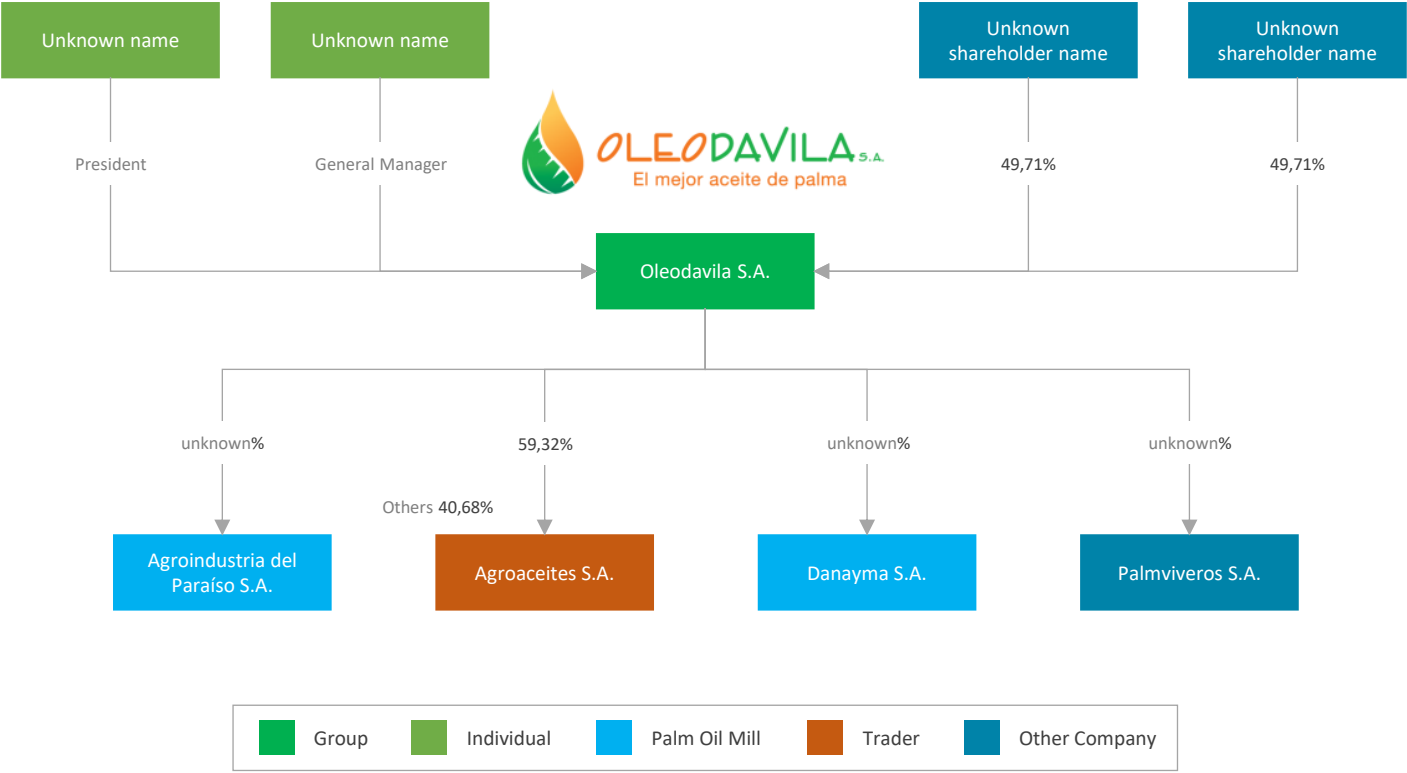 Unknown name
Unknown name
Unknown
shareholder name
Unknown
shareholder name
President
General Manager
OLEODAVILA S.A.
El mejor aceite de palma
49,71%
49,71%
Oleodavila S.A.
unknown%
59,32%
unknown%
unknown%
Others 40,68%
Agroindustria del
Paraíso S.A.
Agroaceites S.A.
Danayma S.A.
Palmviveros S.A.
Group
Individual
Palm Oil Mill
Trader
Other Company